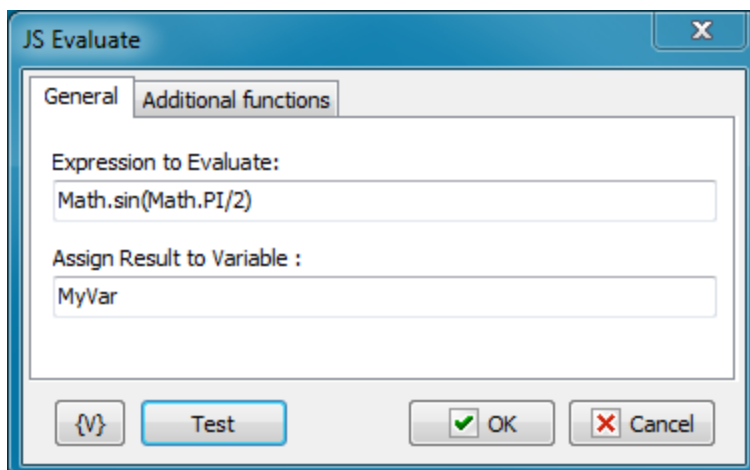 JS Evaluate
General Additional functions
Expression to Evaluate:
Math.sin(Math.PI/2)
Assign Result to Variable :
MyVar
{V} Test OK Cancel